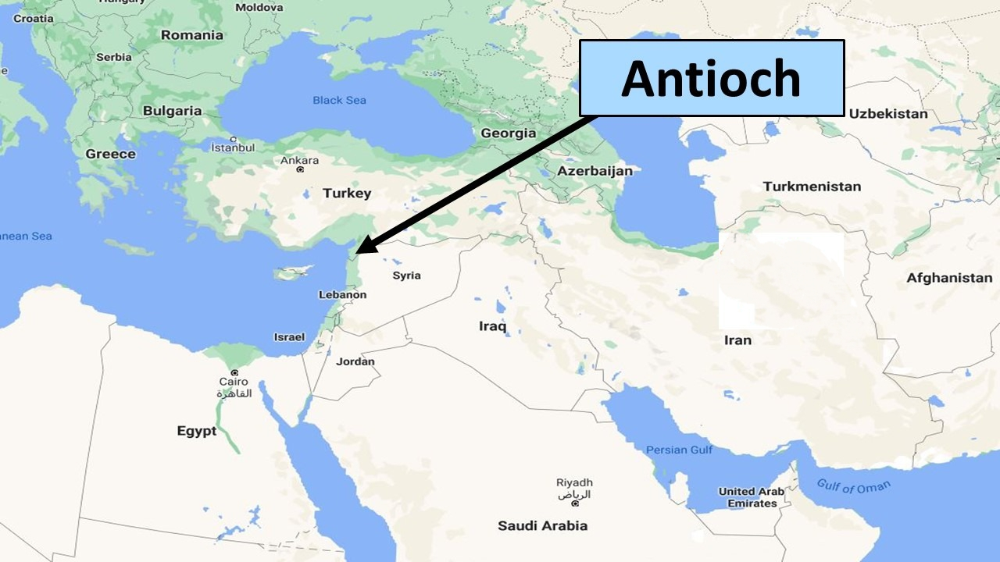 Hungary
Moldova
Croatia
Romania
Serbia
Antioch
Black Sea
Bulgaria
Uzbekistan
Georgia
İstanbul
Greece
Ankara
Azerbaijan
Turkey
Turkmenistan
nean Sea
Syria
Afghanistan
Lebanon
Iraq
Israel
Iran
Jordan
Cairo
القاهرة
Egypt
Persian Gulf
Riyadh
الرياض
Gulf of Oman
United Arab
Emirates
Saudi Arabia